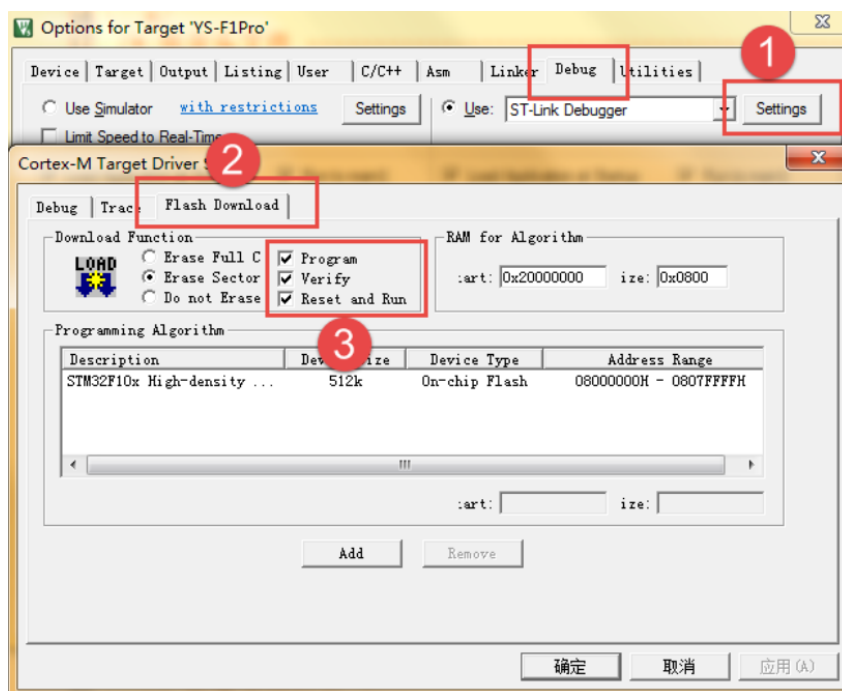 Options for Target 'YS-F1Pro'
1
Device Target Output Listing User C/C++ Asm Linker Debug Utilities
Use Simulator with restrictions Settings Use: ST-Link Debugger Settings
Limit Speed to Real-Time
2
Cortex-M Target Driver S
Debug Trace Flash Download
Download Function
LOAD
Erase Full C
Erase Sector
Do not Erase
Program
Verify
Reset and Run
RAM for Algorithm
:art: 0x20000000 ize: 0x0800
3
Programming Algorithm
Description Device Size Device Type Address Range
STM32F10x High-density ... 512k On-chip Flash 08000000H - 0807FFFFH
:art: ize:
Add Remove
确定 取消 应用(A)